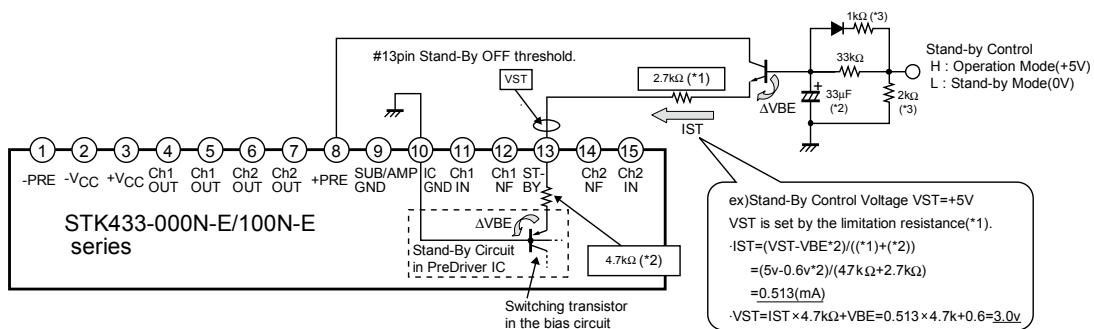 1kΩ (*3)
#13pin Stand-By OFF threshold.
VST
2.7kΩ (*1)
33kΩ
Stand-by Control
H : Operation Mode(+5V)
L : Stand-by Mode(0V)
ΔVBE
+
33μF
(*2)
2kΩ
(*3)
IST
1 2 3 4 5 6 7 8 9 10 11 12 13 14 15
-PRE
-VCC
+VCC
Ch1
OUT
Ch1
OUT
Ch2
OUT
Ch2
OUT
+PRE
SUB/AMP
GND
IC
GND
Ch1
IN
Ch1
NF
ST-
BY
Ch2
NF
Ch2
IN
STK433-000N-E/100N-E
series
ΔVBE
Stand-By Circuit
in PreDriver IC
4.7kΩ (*2)
Switching transistor
in the bias circuit
ex)Stand-By Control Voltage VST=+5V
VST is set by the limitation resistance(*1).
·IST=(VST-VBE*2)/((*1)+(*2))
=(5v-0.6v*2)/(47kΩ+2.7kΩ)
=0.513(mA)
·VST=IST×4.7kΩ+VBE=0.513×4.7k+0.6=3.0v